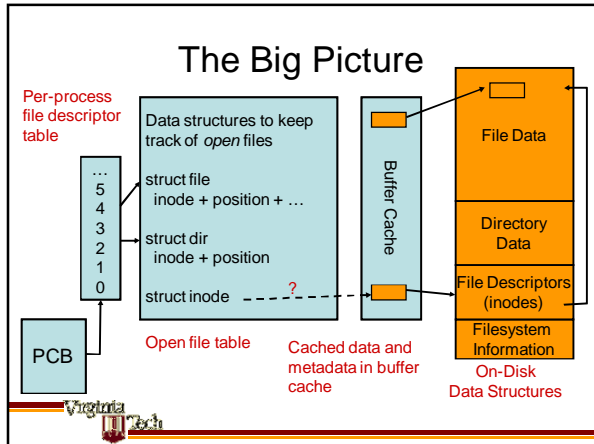 The Big Picture
Per-process
file descriptor
table
…
5
4
3
2
1
0
PCB
Data structures to keep
track of open files
struct file
inode + position + …
struct dir
inode + position
struct inode
?
Open file table
Buffer Cache
Cached data and
metadata in buffer
cache
File Data
Directory
Data
File Descriptors
(inodes)
Filesystem
Information
On-Disk
Data Structures
Virginia
Tech